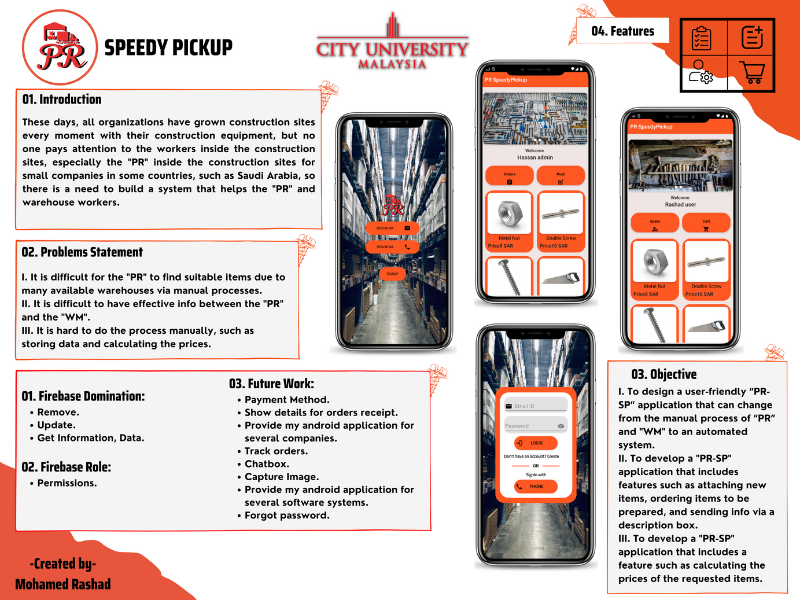 PR
SPEEDY PICKUP
CITY UNIVERSITY
MALAYSIA
04. Features
01. Introduction
These days, all organizations have grown construction sites
every moment with their construction equipment, but no
one pays attention to the workers inside the construction
sites, especially the "PR" inside the construction sites for
small companies in some countries, such as Saudi Arabia, so
there is a need to build a system that helps the "PR" and
warehouse workers.
02. Problems Statement
I. It is difficult for the "PR" to find suitable items due to
many available warehouses via manual processes.
II. It is difficult to have effective info between the "PR"
and the "WM".
III. It is hard to do the process manually, such as
storing data and calculating the prices.
01. Firebase Domination:
• Remove.
• Update.
• Get Information, Data.
02. Firebase Role:
• Permissions.
03. Future Work:
• Payment Method.
• Show details for orders receipt.
• Provide my android application for
several companies.
• Track orders.
• Chatbox.
• Capture Image.
• Provide my android application for
several software systems.
• Forgot password.
PR
PR SpeedyPickup
Welcome
Hassan admin
Orders
Post
Metal Nut
Price5 SAR
Double Screw
Price10 SAR
PR SpeedyPickup
Welcome
Rashad user
Cart
Metal Nut
Price5 SAR
Double Screw
Price10 SAR
Email ID
Password
LOGIN
Don't have an account? Create
OR
Sign in with
PHONE
03. Objective
I. To design a user-friendly "PR-
SP" application that can change
from the manual process of "PR"
and "WM" to an automated
system.
II. To develop a "PR-SP"
application that includes
features such as attaching new
items, ordering items to be
prepared, and sending info via a
description box.
III. To develop a "PR-SP"
application that includes a
feature such as calculating the
prices of the requested items.
-Created by-
Mohamed Rashad